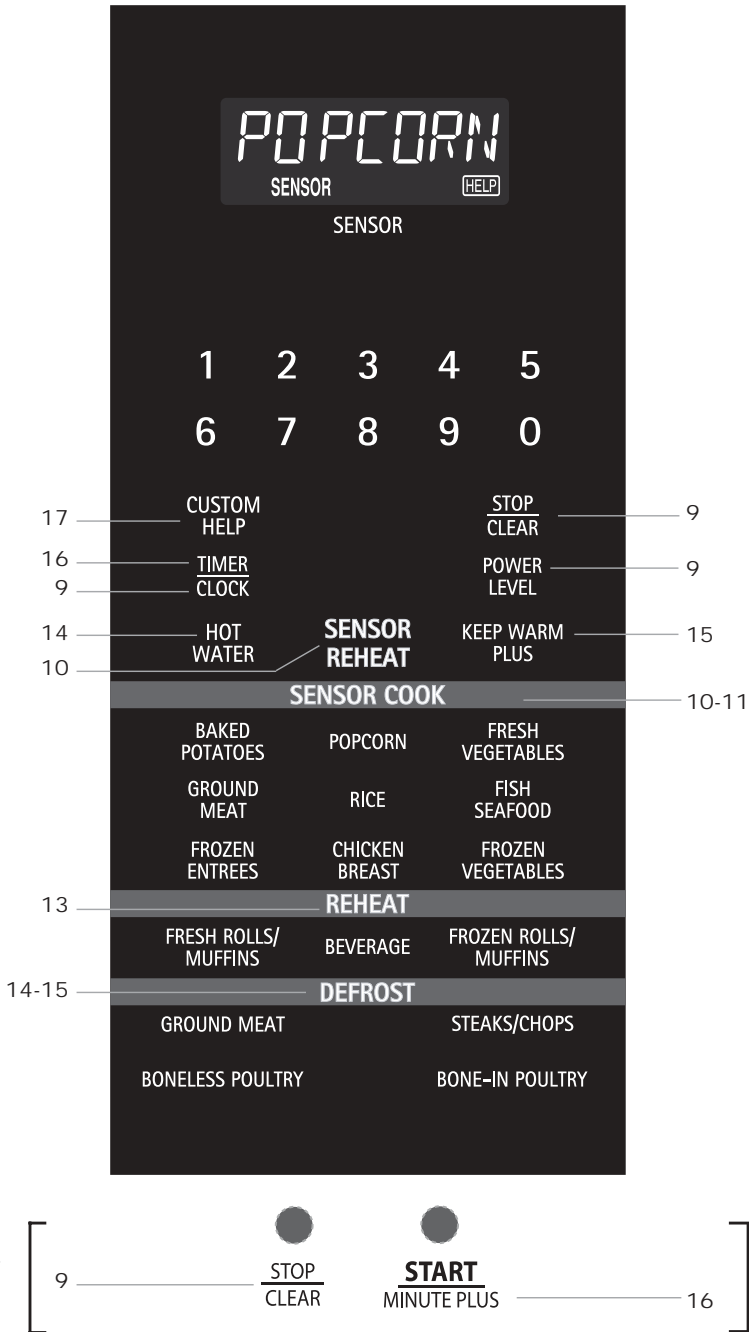 POPCORN
SENSOR HELP
SENSOR
1 2 3 4 5
6 7 8 9 0
17 CUSTOM HELP
STOP
CLEAR 9
16 TIMER
9 CLOCK
POWER
LEVEL 9
14 HOT
WATER
10 SENSOR
REHEAT
KEEP WARM
PLUS 15
SENSOR COOK 10-11
BAKED
POTATOES
POPCORN
FRESH
VEGETABLES
GROUND
MEAT
RICE
FISH
SEAFOOD
FROZEN
ENTREES
CHICKEN
BREAST
FROZEN
VEGETABLES
13 REHEAT
FRESH ROLLS/
MUFFINS
BEVERAGE
FROZEN ROLLS/
MUFFINS
14-15 DEFROST
GROUND MEAT STEAKS/CHOPS
BONELESS POULTRY BONE-IN POULTRY
9 STOP
CLEAR
START
MINUTE PLUS 16